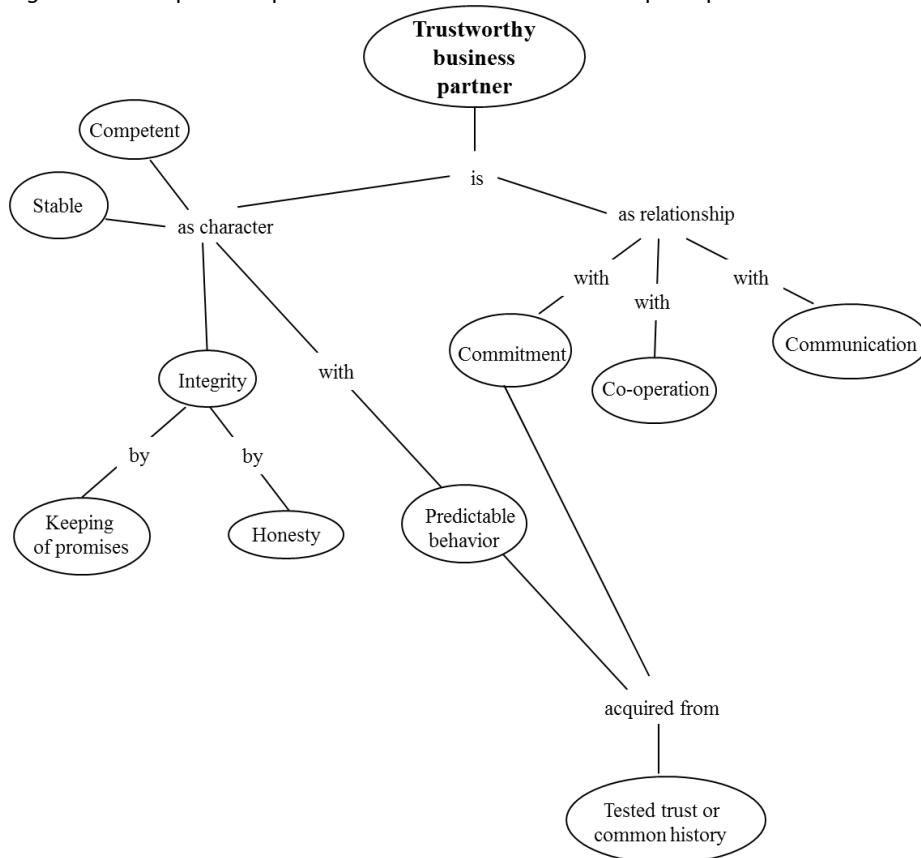 Trustworthy
business
partner
Competent
is
Stable
as relationship
as character
with
with
with
Communication
Commitment
with
Integrity
Co-operation
by
by
Predictable
behavior
Keeping
of promises
Honesty
acquired from
Tested trust or
common history